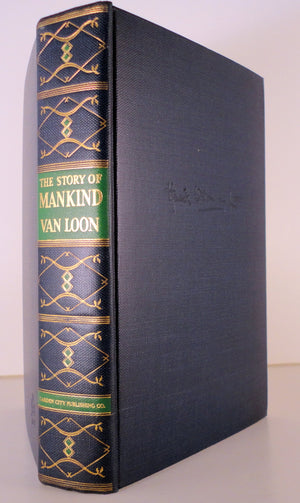 THE STORY OF
MANKIND
VAN LOON
GARDEN CITY PUBLISHING CO.